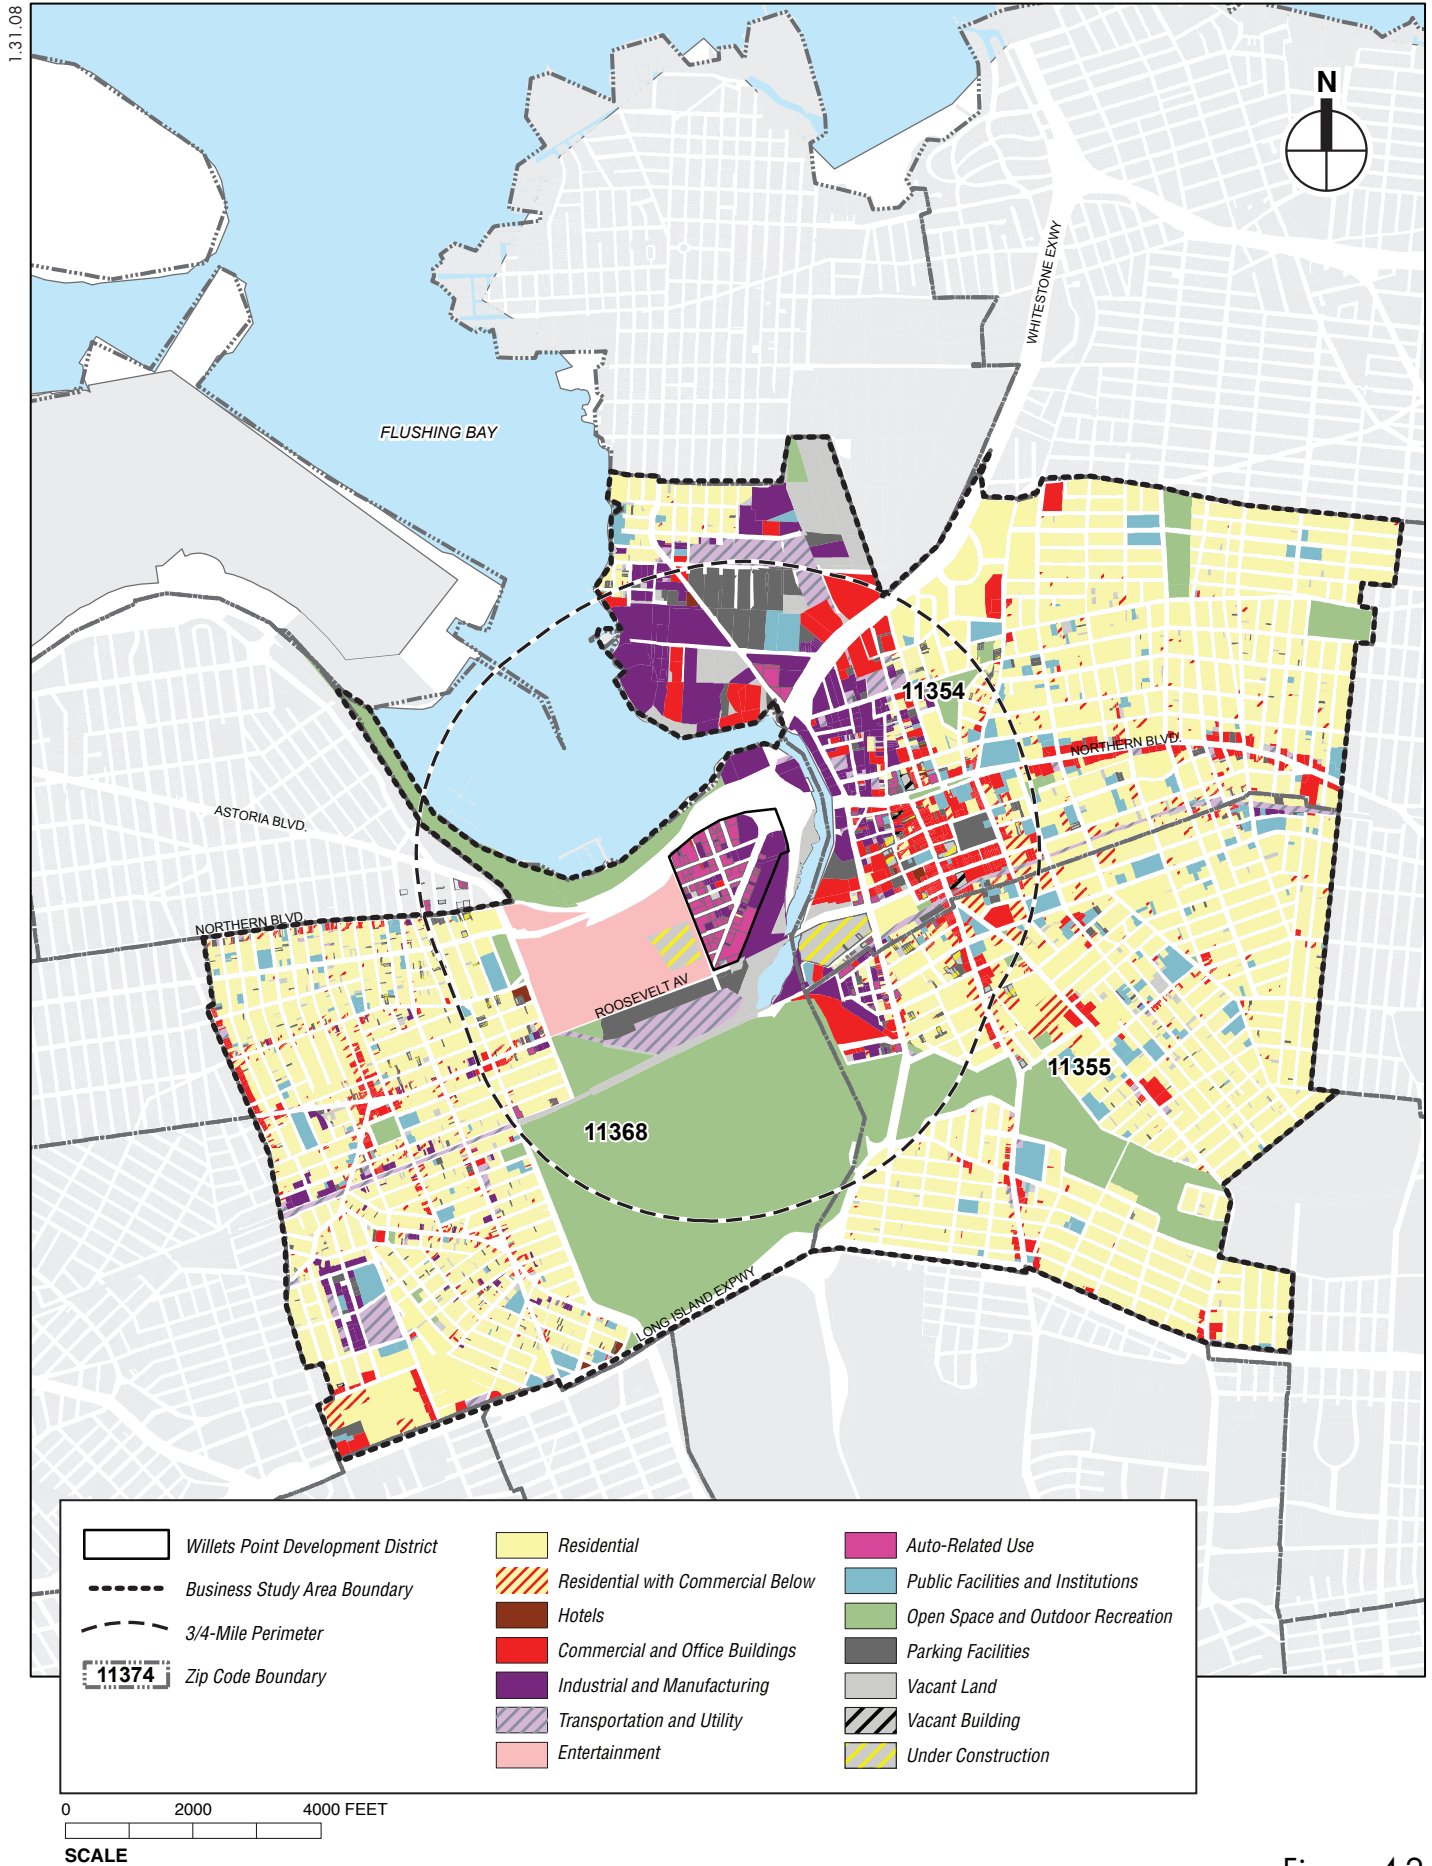 1.31.08
N
WHITESTONE EXWY
FLUSHING BAY
11354
NORTHERN BLVD.
ASTORIA BLVD.
NORTHERN BLVD.
ROOSEVELT AV
11355
11368
LONG ISLAND EXPWY
Willets Point Development District
Business Study Area Boundary
3/4-Mile Perimeter
11374 Zip Code Boundary
Residential
Residential with Commercial Below
Hotels
Commercial and Office Buildings
Industrial and Manufacturing
Transportation and Utility
Entertainment
Auto-Related Use
Public Facilities and Institutions
Open Space and Outdoor Recreation
Parking Facilities
Vacant Land
Vacant Building
Under Construction
0 2000 4000 FEET
SCALE